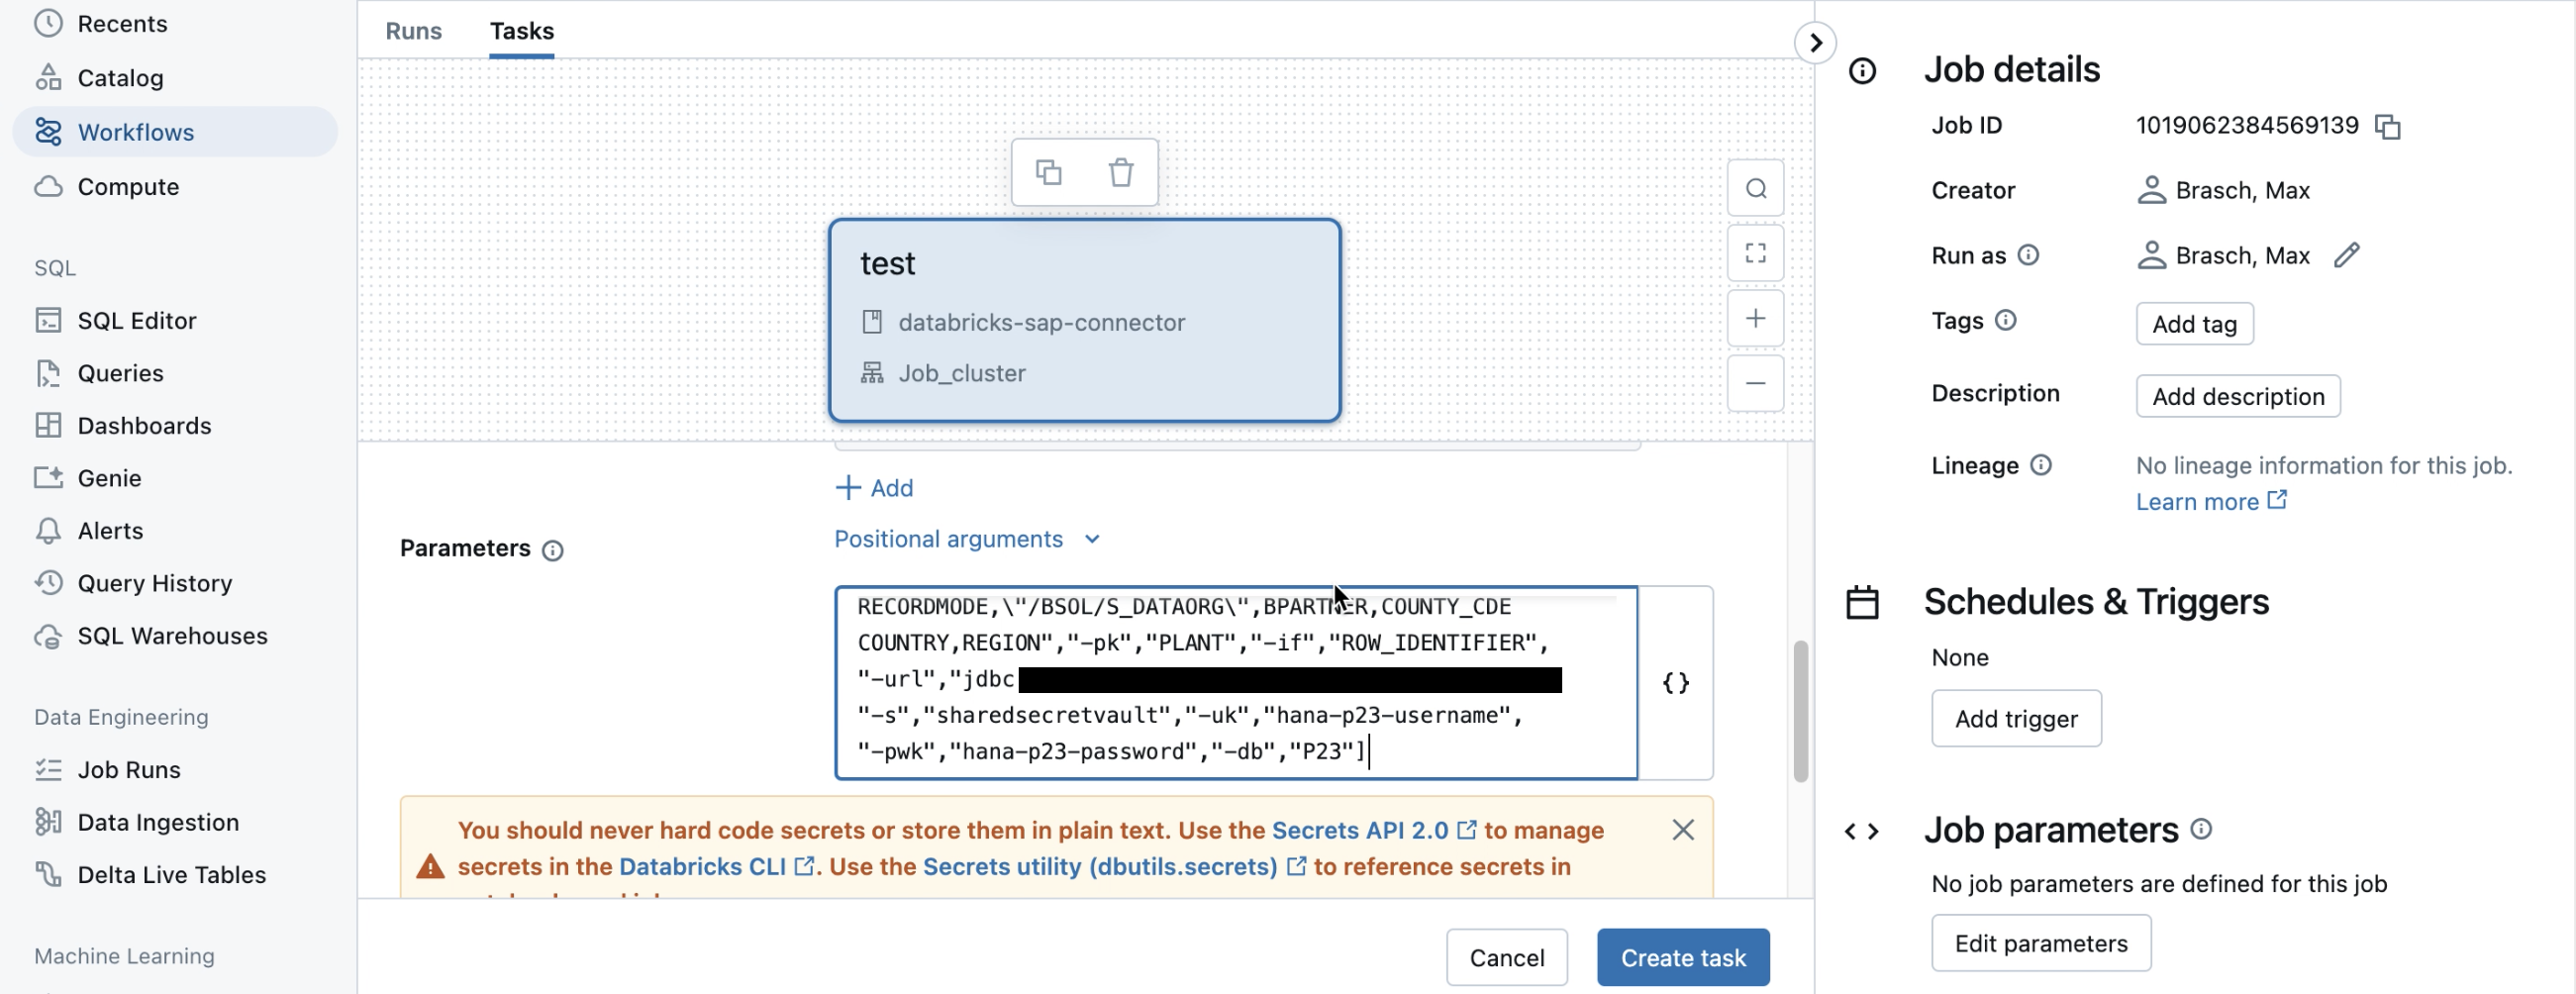 Recents
Catalog
Workflows
Compute
SQL
SQL Editor
Queries
Dashboards
Genie
Alerts
Query History
SQL Warehouses
Data Engineering
Job Runs
Data Ingestion
Delta Live Tables
Machine Learning
Runs
Tasks
test
databricks-sap-connector
Job_cluster
Add
Parameters
Positional arguments
RECORDMODE,\"/BSOL/S_DATAORG\",BPARTNER,COUNTY_CDE
COUNTRY,REGION","-pk","PLANT","-if","ROW_IDENTIFIER",
"-url","jdbc
"-s","sharedsecretvault","-uk","hana-p23-username",
"-pwk","hana-p23-password","-db","P23"]
{}
You should never hard code secrets or store them in plain text. Use the Secrets API 2.0 to manage
secrets in the Databricks CLI. Use the Secrets utility (dbutils.secrets) to reference secrets in
Cancel
Create task
Job details
Job ID
1019062384569139
Creator
Brasch, Max
Run as
Brasch, Max
Tags
Add tag
Description
Add description
Lineage
No lineage information for this job.
Learn more
Schedules & Triggers
None
Add trigger
Job parameters
No job parameters are defined for this job
Edit parameters